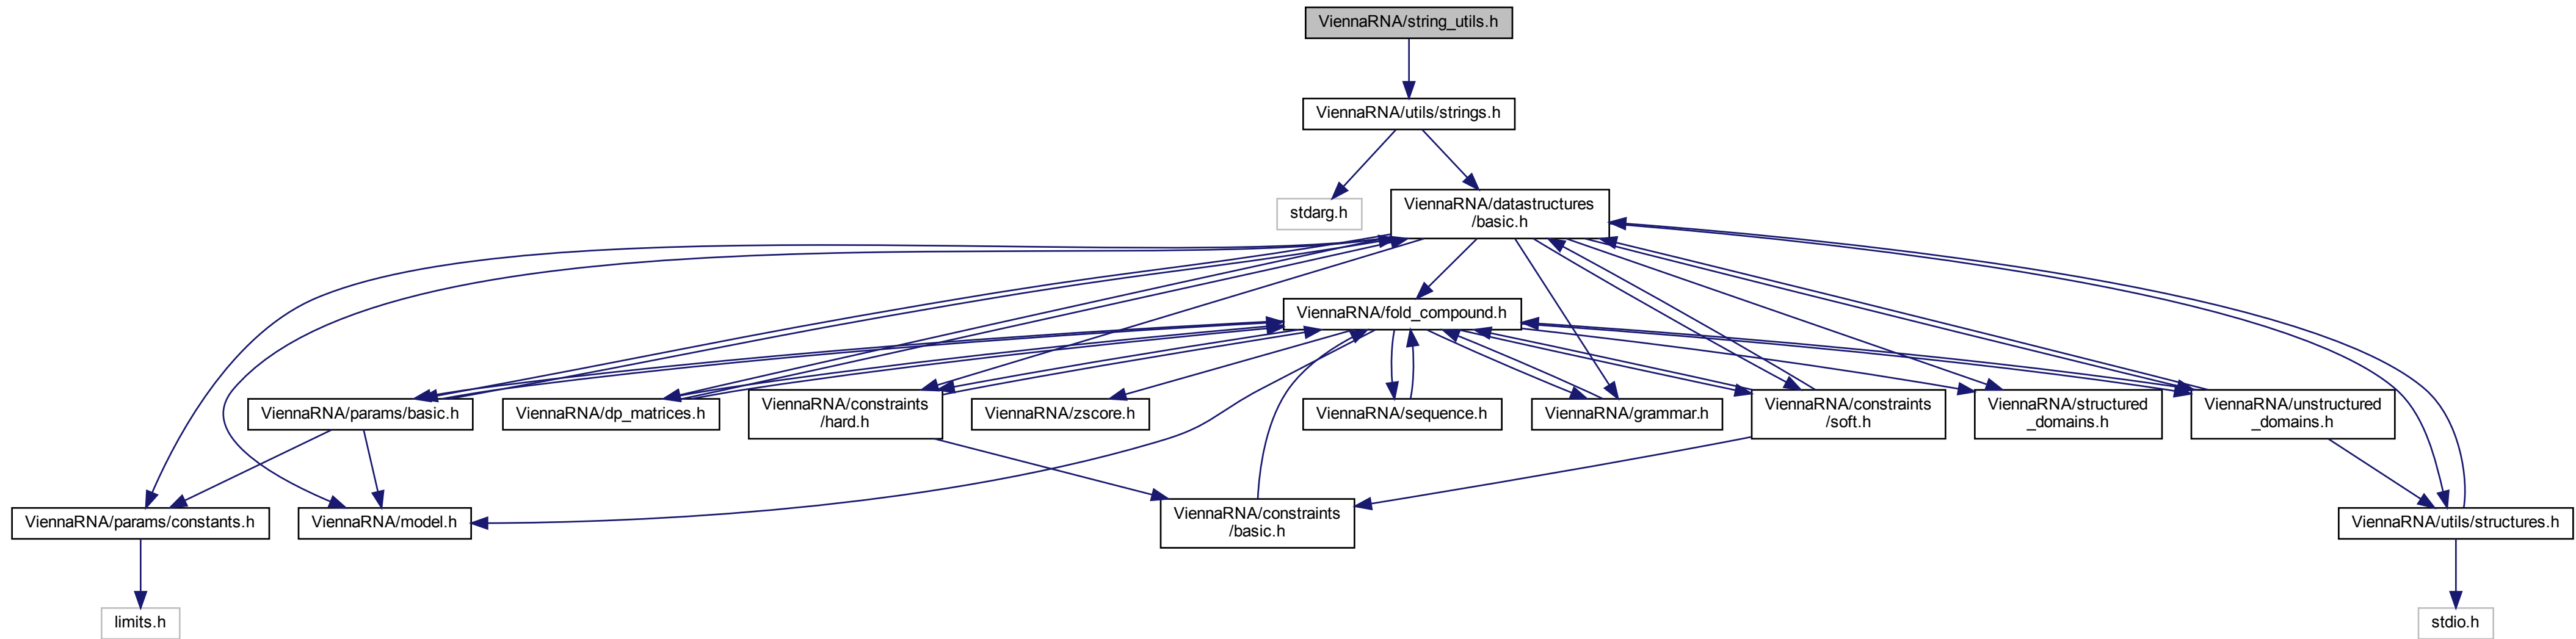 ViennaRNA/string_utils.h
ViennaRNA/utils/strings.h
stdarg.h
ViennaRNA/datastructures
/basic.h
ViennaRNA/fold_compound.h
ViennaRNA/params/basic.h
ViennaRNA/dp_matrices.h
ViennaRNA/constraints
/hard.h
ViennaRNA/zscore.h
ViennaRNA/sequence.h
ViennaRNA/grammar.h
ViennaRNA/constraints
/soft.h
ViennaRNA/structured
_domains.h
ViennaRNA/unstructured
_domains.h
ViennaRNA/params/constants.h
ViennaRNA/model.h
ViennaRNA/constraints
/basic.h
ViennaRNA/utils/structures.h
limits.h
stdio.h